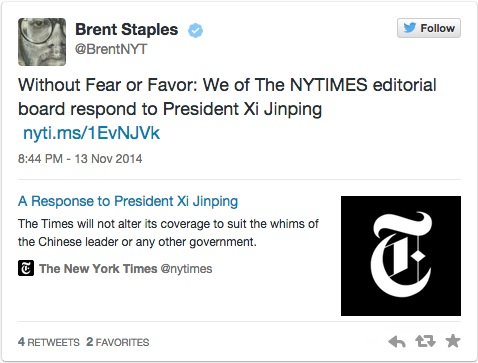 Brent Staples
@BrentNYT
Follow
Without Fear or Favor: We of The NYTIMES editorial
board respond to President Xi Jinping
nyti.ms/1EvNJVk
8:44 PM - 13 Nov 2014
A Response to President Xi Jinping
The Times will not alter its coverage to suit the whims of
the Chinese leader or any other government.
The New York Times @nytimes
T
4 RETWEETS 2 FAVORITES